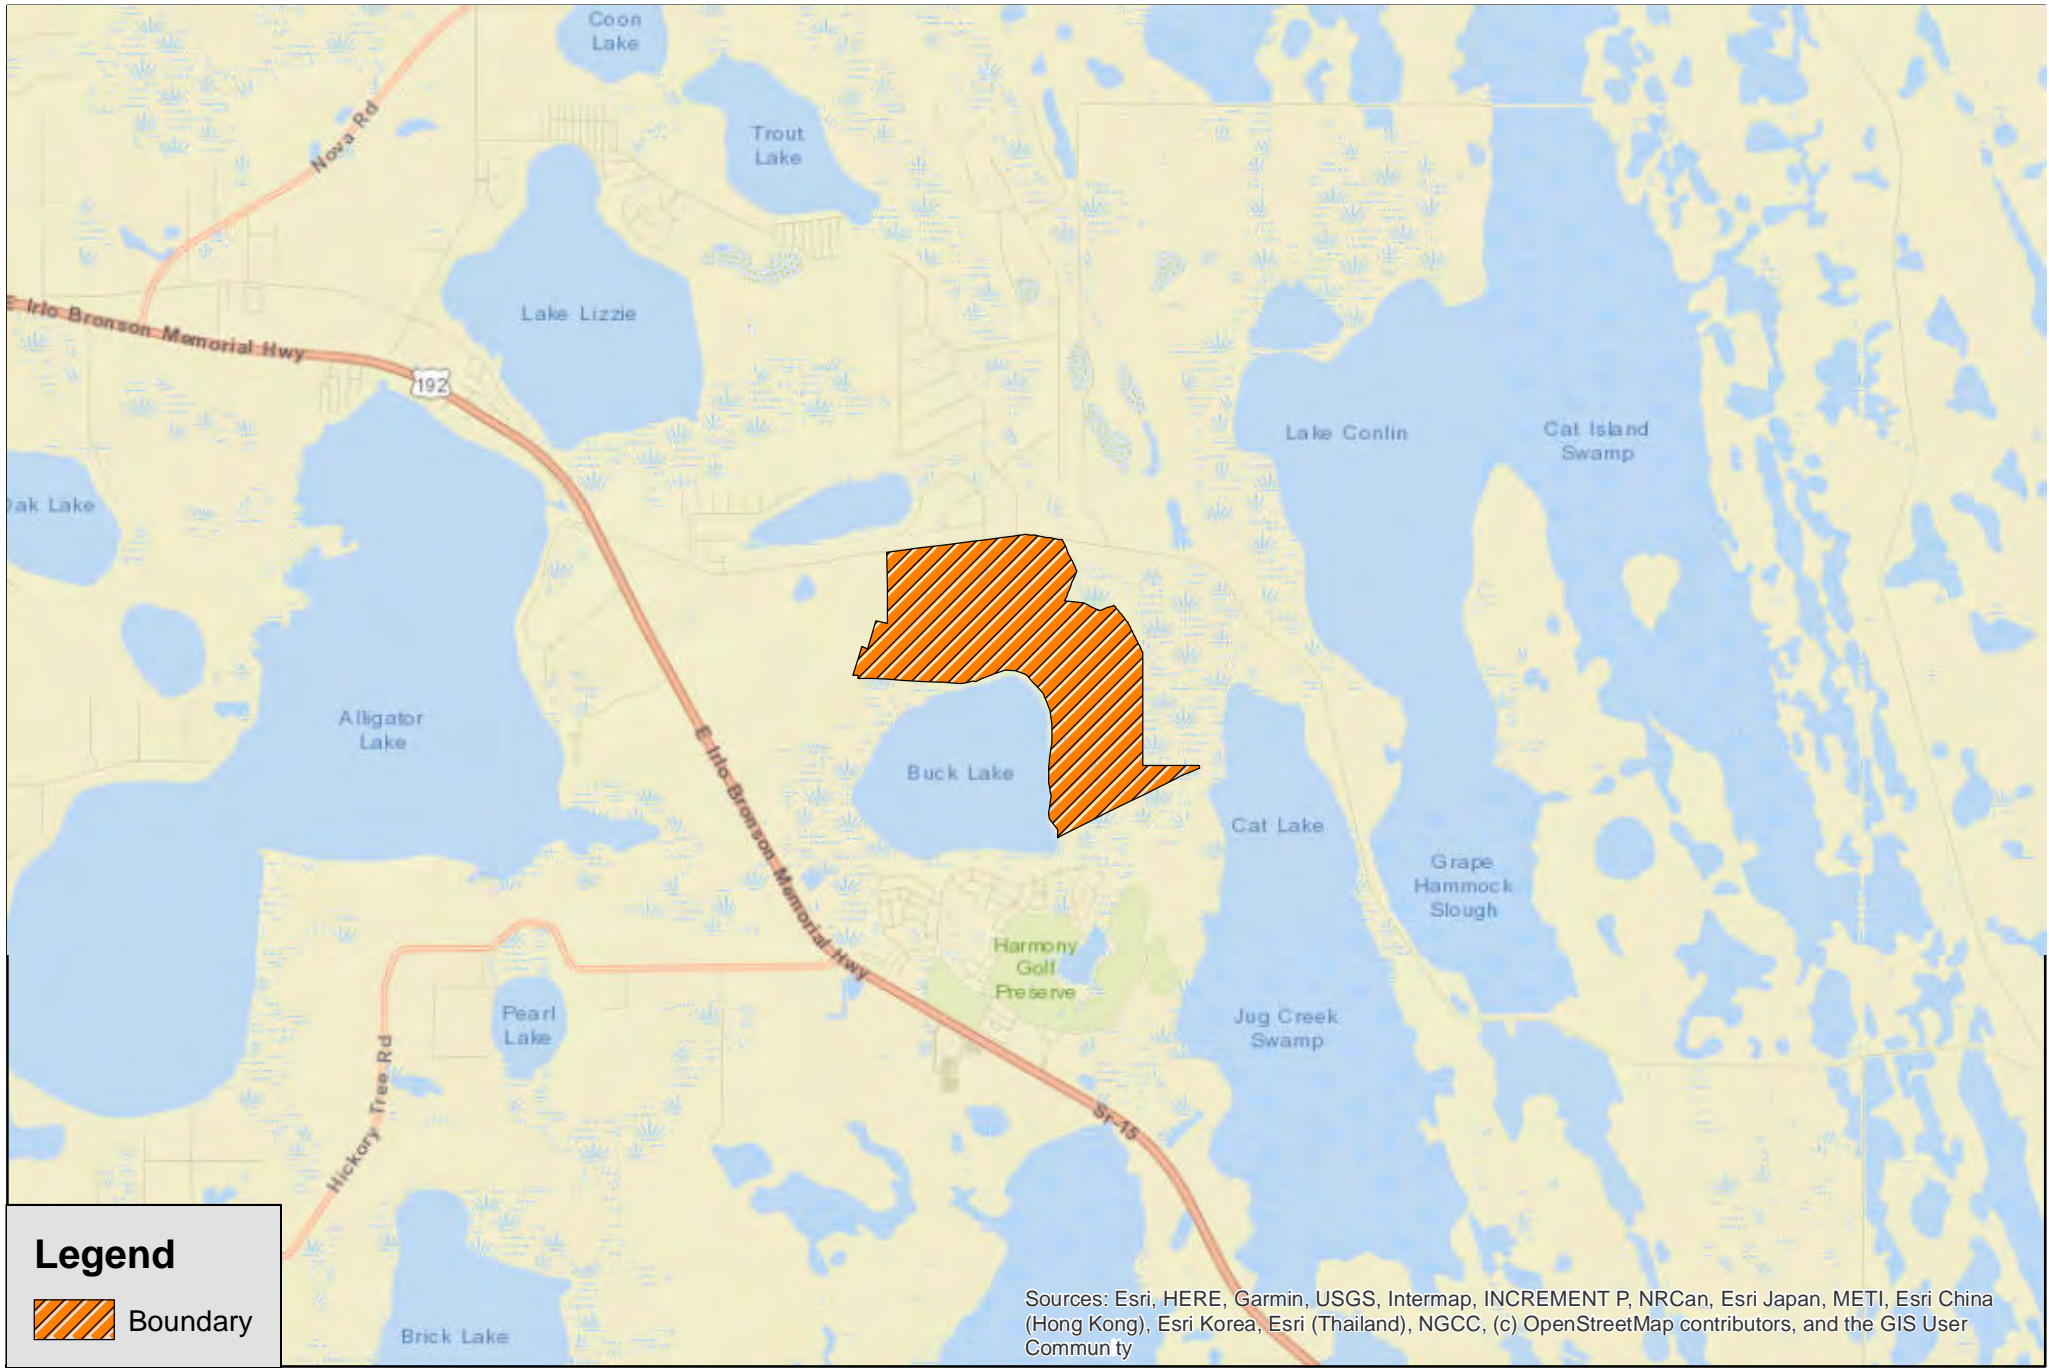 Coon
Lake
Nova Rd
Trout
Lake
E Irlo Bronson Memorial Hwy
Lake Lizzie
192
Lake Conlin
Cat Island
Swamp
Oak Lake
Alligator
Lake
E Irlo Bronson Memorial Hwy
Buck Lake
Cat Lake
Grape
Hammock
Slough
Harmony
Golf
Preserve
Pearl
Lake
Jug Creek
Swamp
Hickory Tree Rd
Sr-15
Legend
Boundary
Brick Lake
Sources: Esri, HERE, Garmin, USGS, Intermap, INCREMENT P, NRCan, Esri Japan, METI, Esri China
(Hong Kong), Esri Korea, Esri (Thailand), NGCC, (c) OpenStreetMap contributors, and the GIS User
Commun ty